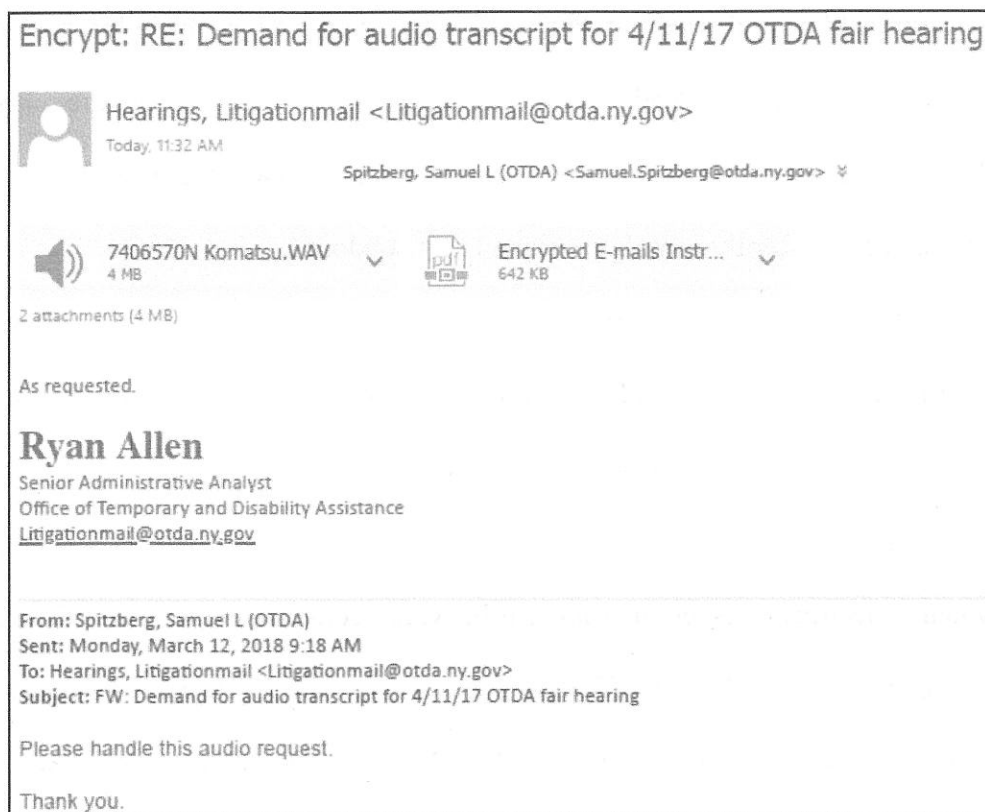 Encrypt: RE: Demand for audio transcript for 4/11/17 OTDA fair hearing
Hearings, Litigationmail <Litigationmail@otda.ny.gov>
Today, 11:32 AM
Spitzberg, Samuel L (OTDA) <Samuel.Spitzberg@otda.ny.gov>
7406570N Komatsu.WAV
4 MB
pdf
Encrypted E-mails Instr...
642 KB
2 attachments (4 MB)
As requested.
Ryan Allen
Senior Administrative Analyst
Office of Temporary and Disability Assistance
Litigationmail@otda.ny.gov
From: Spitzberg, Samuel L (OTDA)
Sent: Monday, March 12, 2018 9:18 AM
To: Hearings, Litigationmail <Litigationmail@otda.ny.gov>
Subject: FW: Demand for audio transcript for 4/11/17 OTDA fair hearing
Please handle this audio request.
Thank you.